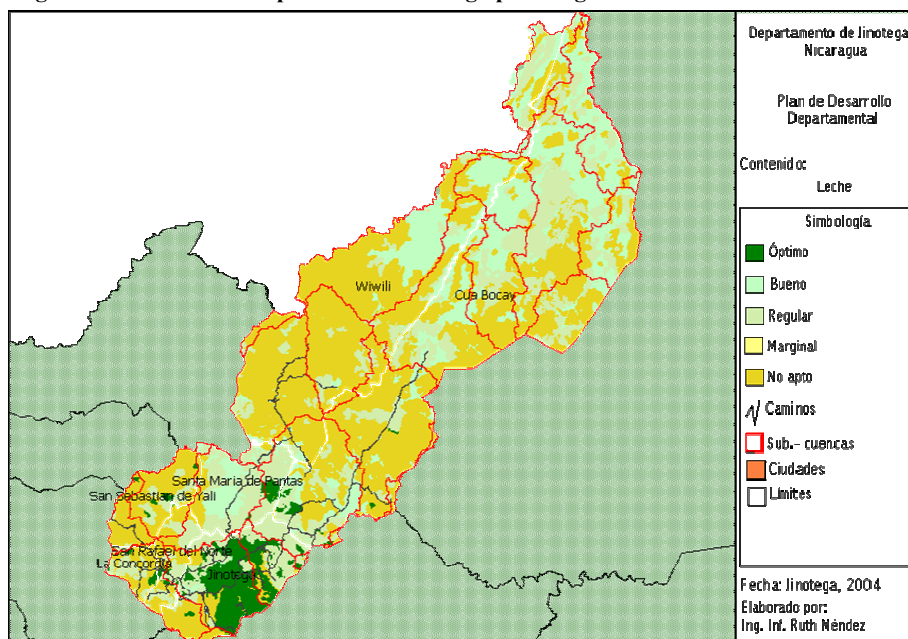 Departamento de Jinotega
Nicaragua
Plan de Desarrollo
Departamental
Contenido:
Leche
Simbología
Óptimo
Bueno
Regular
Marginal
No apto
Caminos
Sub.- cuencas
Ciudades
Límites
Fecha: Jinotega, 2004
Elaborado por:
Ing. Inf. Ruth Méndez
Wiwili
Cua Bocay
Santa Maria de Pantas
San Sebastian de Yali
San Rafael del Norte
La Concordia
Jinotega